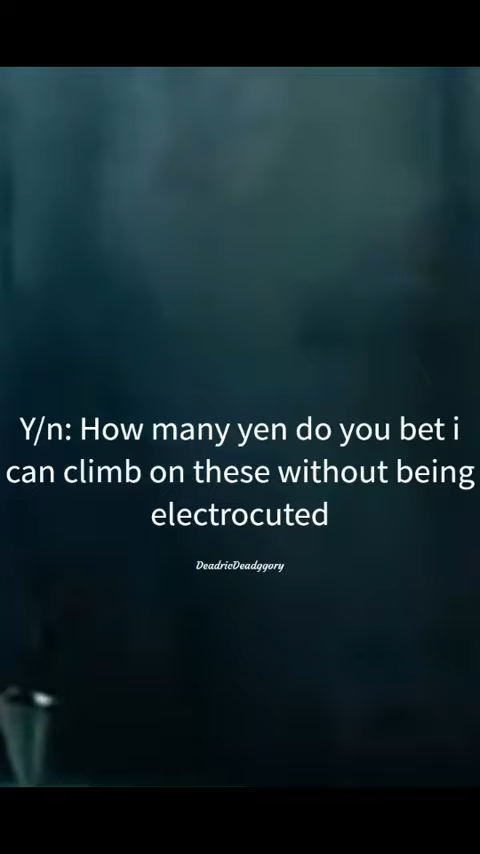 Y/n: How many yen do you bet i
can climb on these without being
electrocuted
DeadricDeadggory